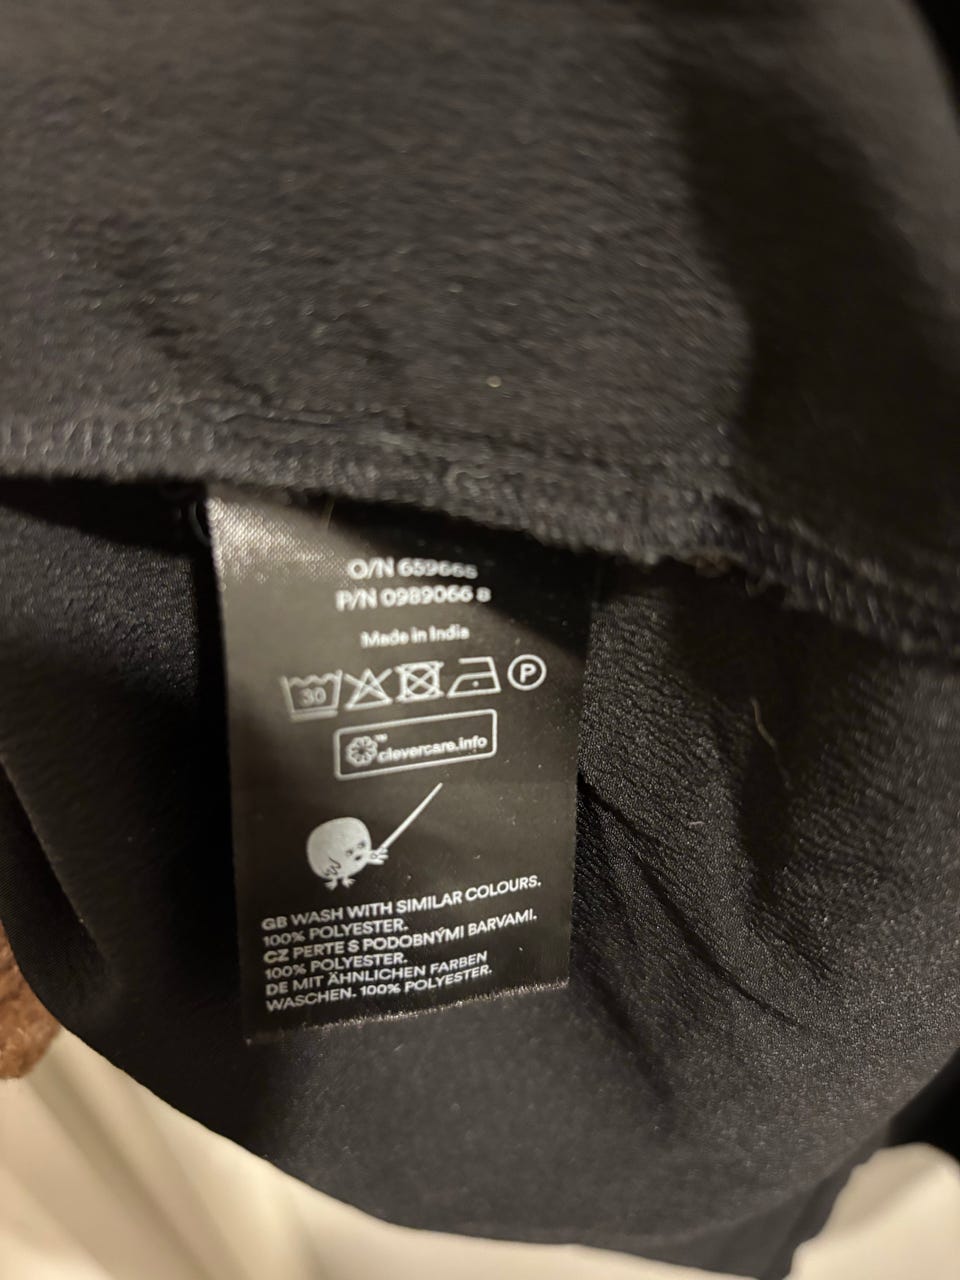 O/N 659665
P/N 0989066 8
Made in India
30
P
clevercare.info
GB WASH WITH SIMILAR COLOURS.
100% POLYESTER.
CZ PERTE S PODOBNÝMI BARVAMI.
100% POLYESTER.
DE MIT ÄHNLICHEN FARBEN
WASCHEN. 100% POLYESTER.